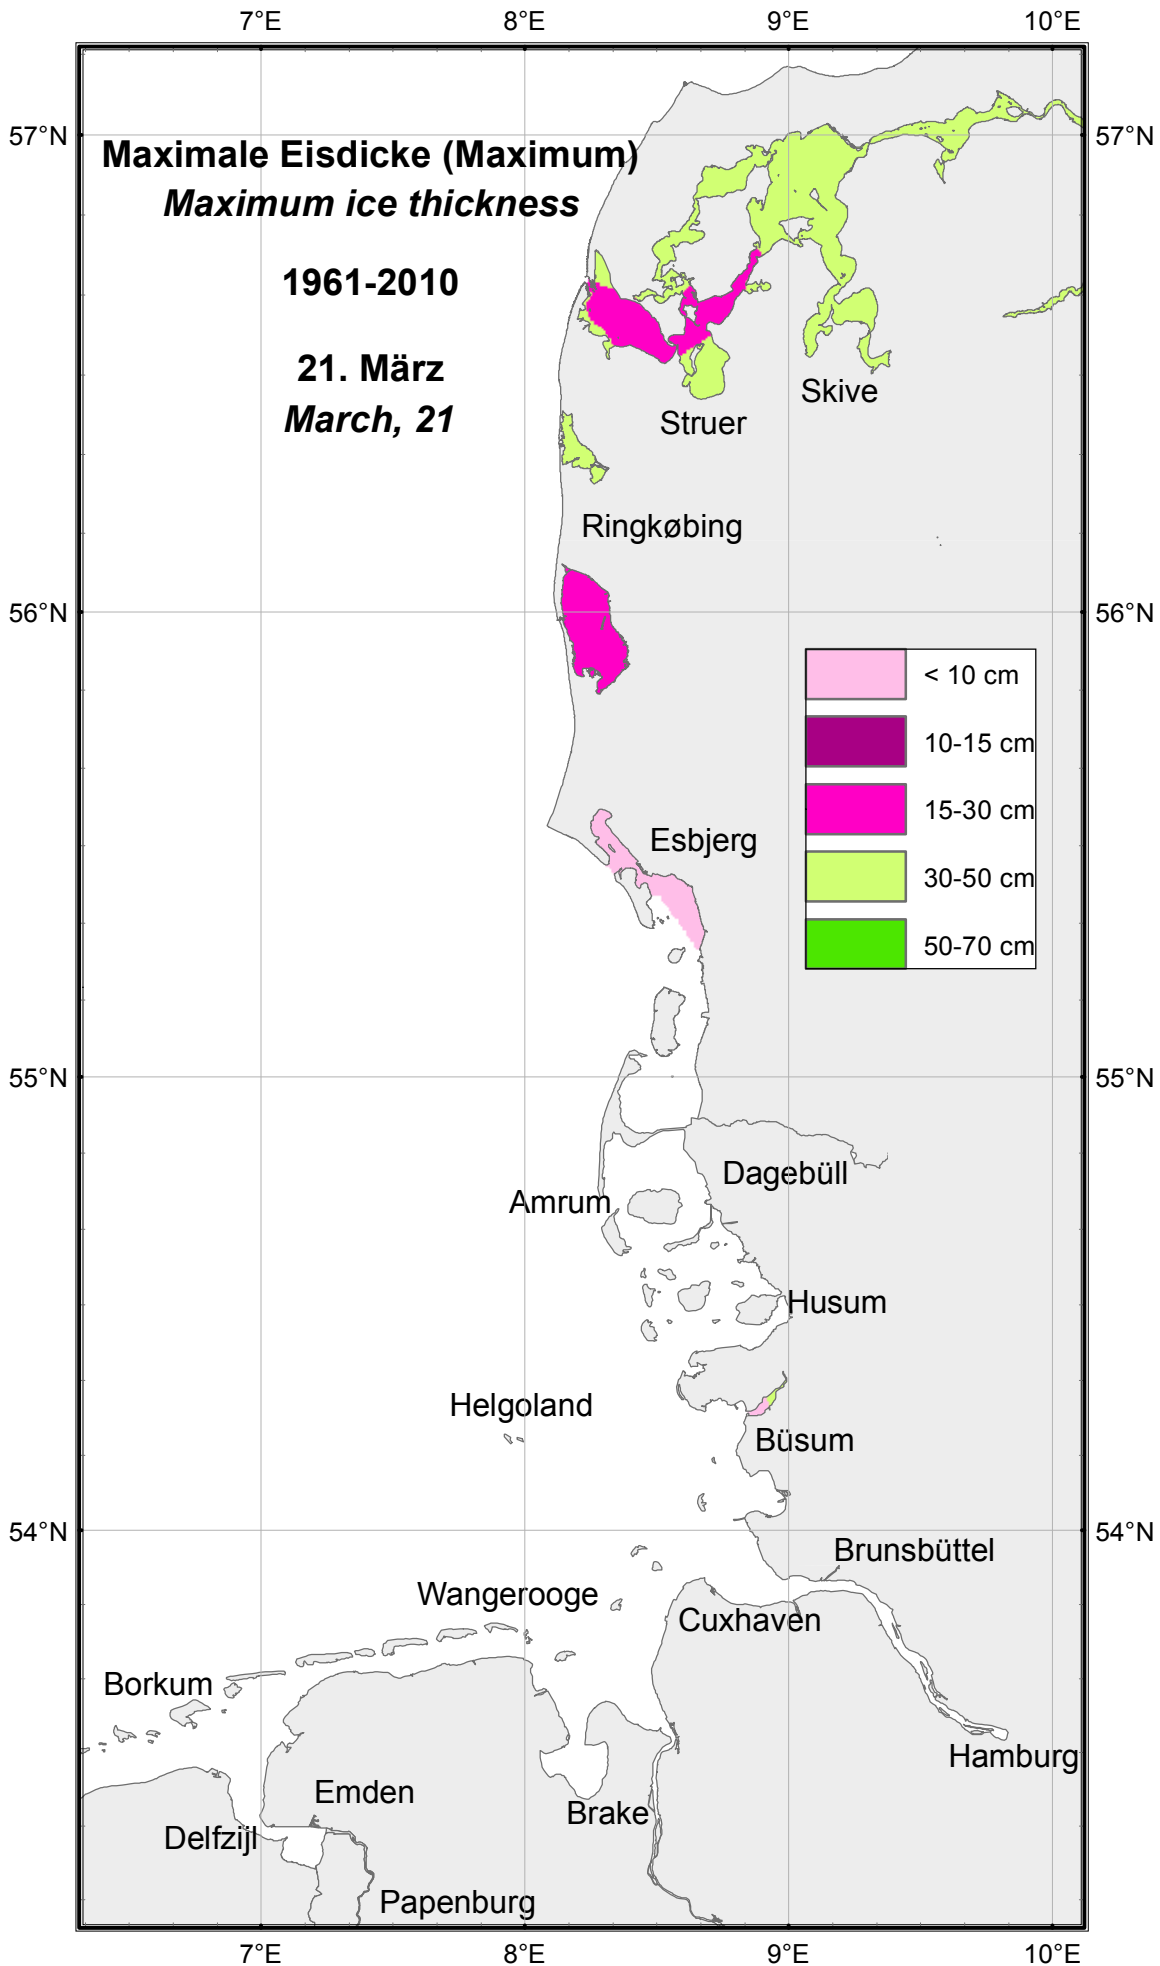 7°E 8°E 9°E 10°E
57°N 57°N
Maximale Eisdicke (Maximum)
Maximum ice thickness
1961-2010
21. März
March, 21
Skive
Struer
Ringkøbing
56°N 56°N
< 10 cm
10-15 cm
15-30 cm
30-50 cm
50-70 cm
Esbjerg
55°N 55°N
Dagebüll
Amrum
Husum
Helgoland
Büsum
54°N 54°N
Brunsbüttel
Wangerooge
Cuxhaven
Borkum
Hamburg
Emden
Brake
Delfzijl
Papenburg
7°E 8°E 9°E 10°E